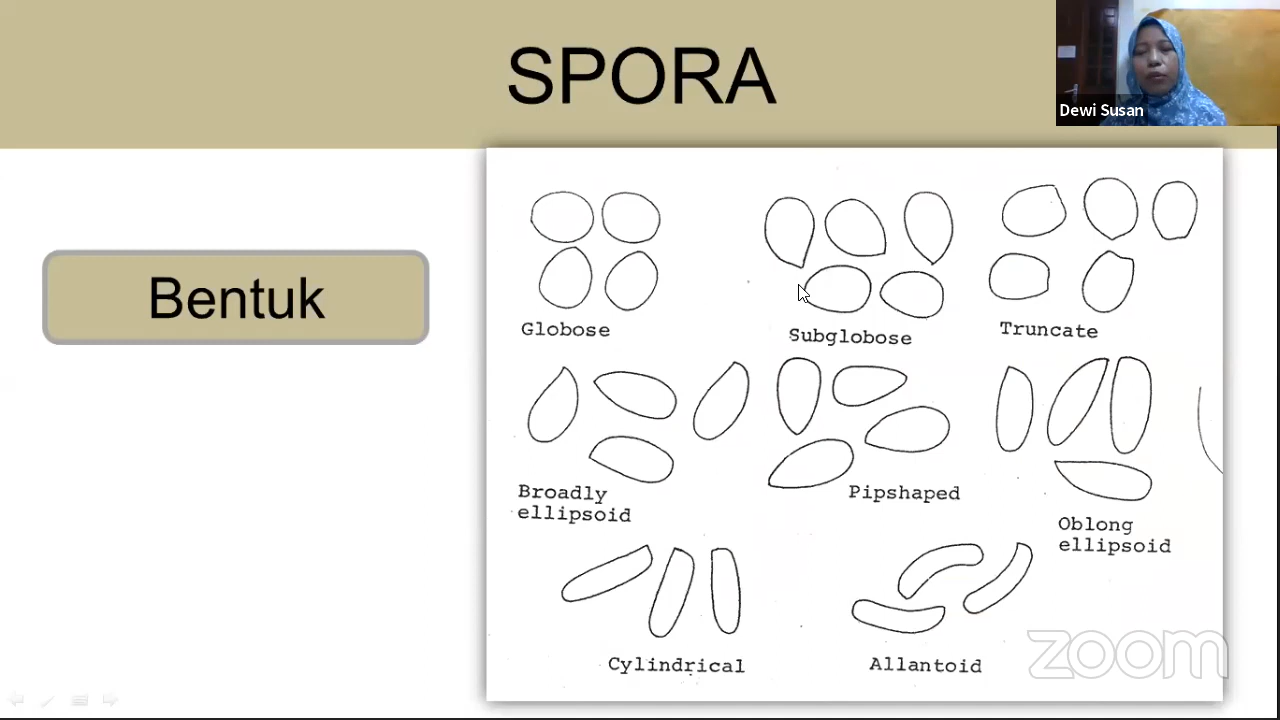 SPORA
Dewi Susan
Bentuk
Globose
Subglobose
Truncate
Broadly
ellipsoid
Pipshaped
Oblong
ellipsoid
Cylindrical
Allantoid
zoom